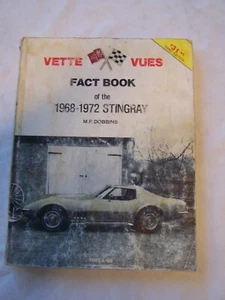 VETTE VUES
FACT BOOK
of the
1968-1972 STINGRAY
M.F. DOBBINS